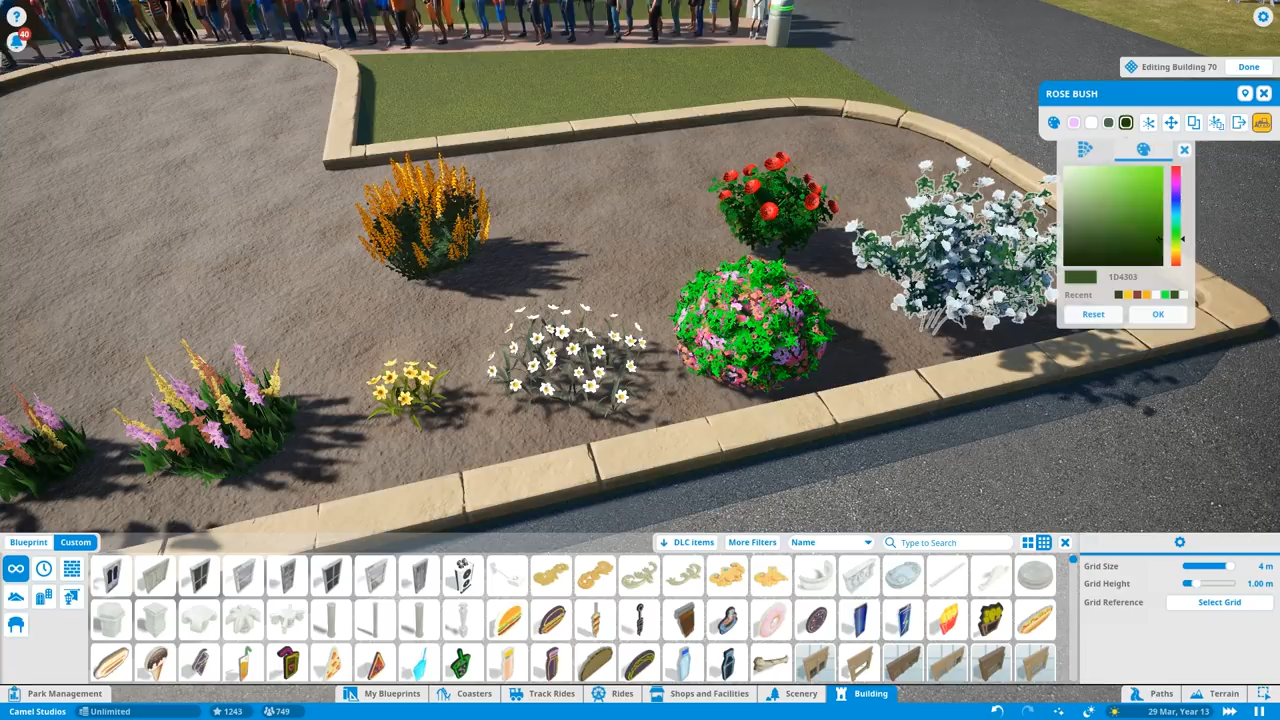 ?
40
Editing Building 70 Done
ROSE BUSH
1D4303
Recent
Reset OK
Blueprint Custom DLC items More Filters Name Type to Search
Grid Size 4 m
Grid Height 1.00 m
Grid Reference Select Grid
Park Management My Blueprints Coasters Track Rides Rides Shops and Facilities Scenery Building Paths Terrain
Camel Studios Unlimited 1243 749 29 Mar, Year 13